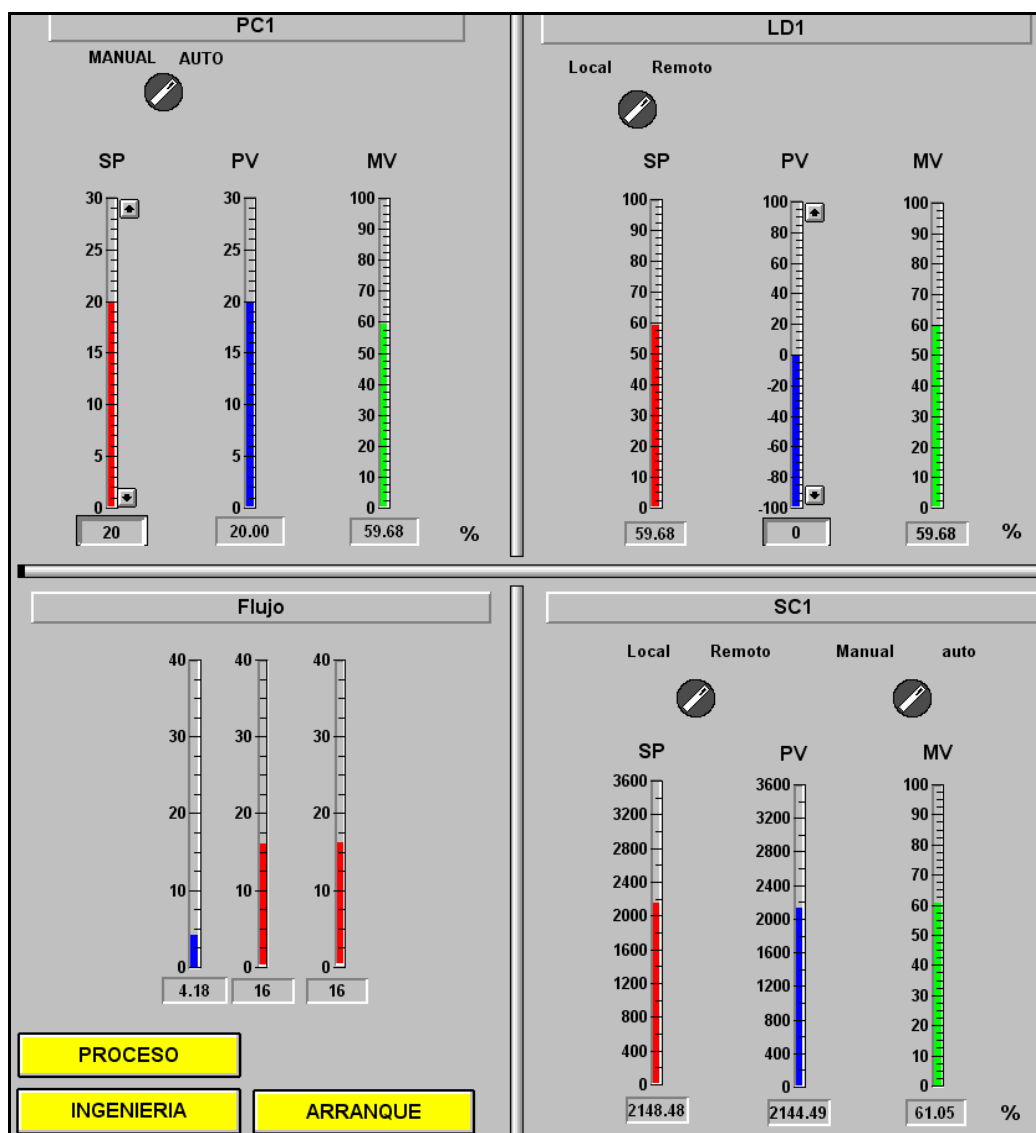 PC1
MANUAL AUTO
SP PV MV
30 30 100
90
25 25 80
70
20 20 60
15 15 50
40
10 10 30
20
5 5 10
0 0 0
20 20.00 59.68 %
LD1
Local Remoto
SP PV MV
100 100 100
90 80 90
80 60 80
70 40 70
60 20 60
50 0 50
40 -20 40
30 -40 30
20 -60 20
10 -80 10
0 -100 0
59.68 0 59.68 %
Flujo
40 40 40
30 30 30
20 20 20
10 10 10
0 0 0
4.18 16 16
PROCESO
INGENIERIA ARRANQUE
SC1
Local Remoto Manual auto
SP PV MV
3600 3600 100
3200 3200 90
2800 2800 80
2400 2400 70
2000 2000 60
1600 1600 50
1200 1200 40
800 800 30
400 400 20
0 0 10
0
2148.48 2144.49 61.05 %